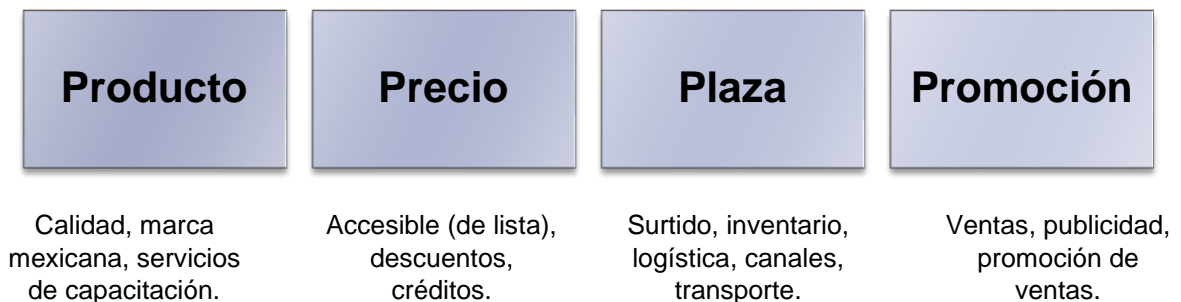 Producto
Precio
Plaza
Promoción
Calidad, marca
mexicana, servicios
de capacitación.
Accesible (de lista),
descuentos,
créditos.
Surtido, inventario,
logística, canales,
transporte.
Ventas, publicidad,
promoción de
ventas.